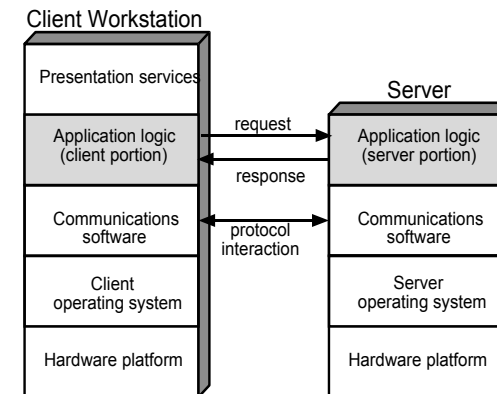 Client Workstation
Presentation services
Application logic
(client portion)
Communications
software
Client
operating system
Hardware platform
request
response
protocol
interaction
Server
Application logic
(server portion)
Communications
software
Server
operating system
Hardware platform